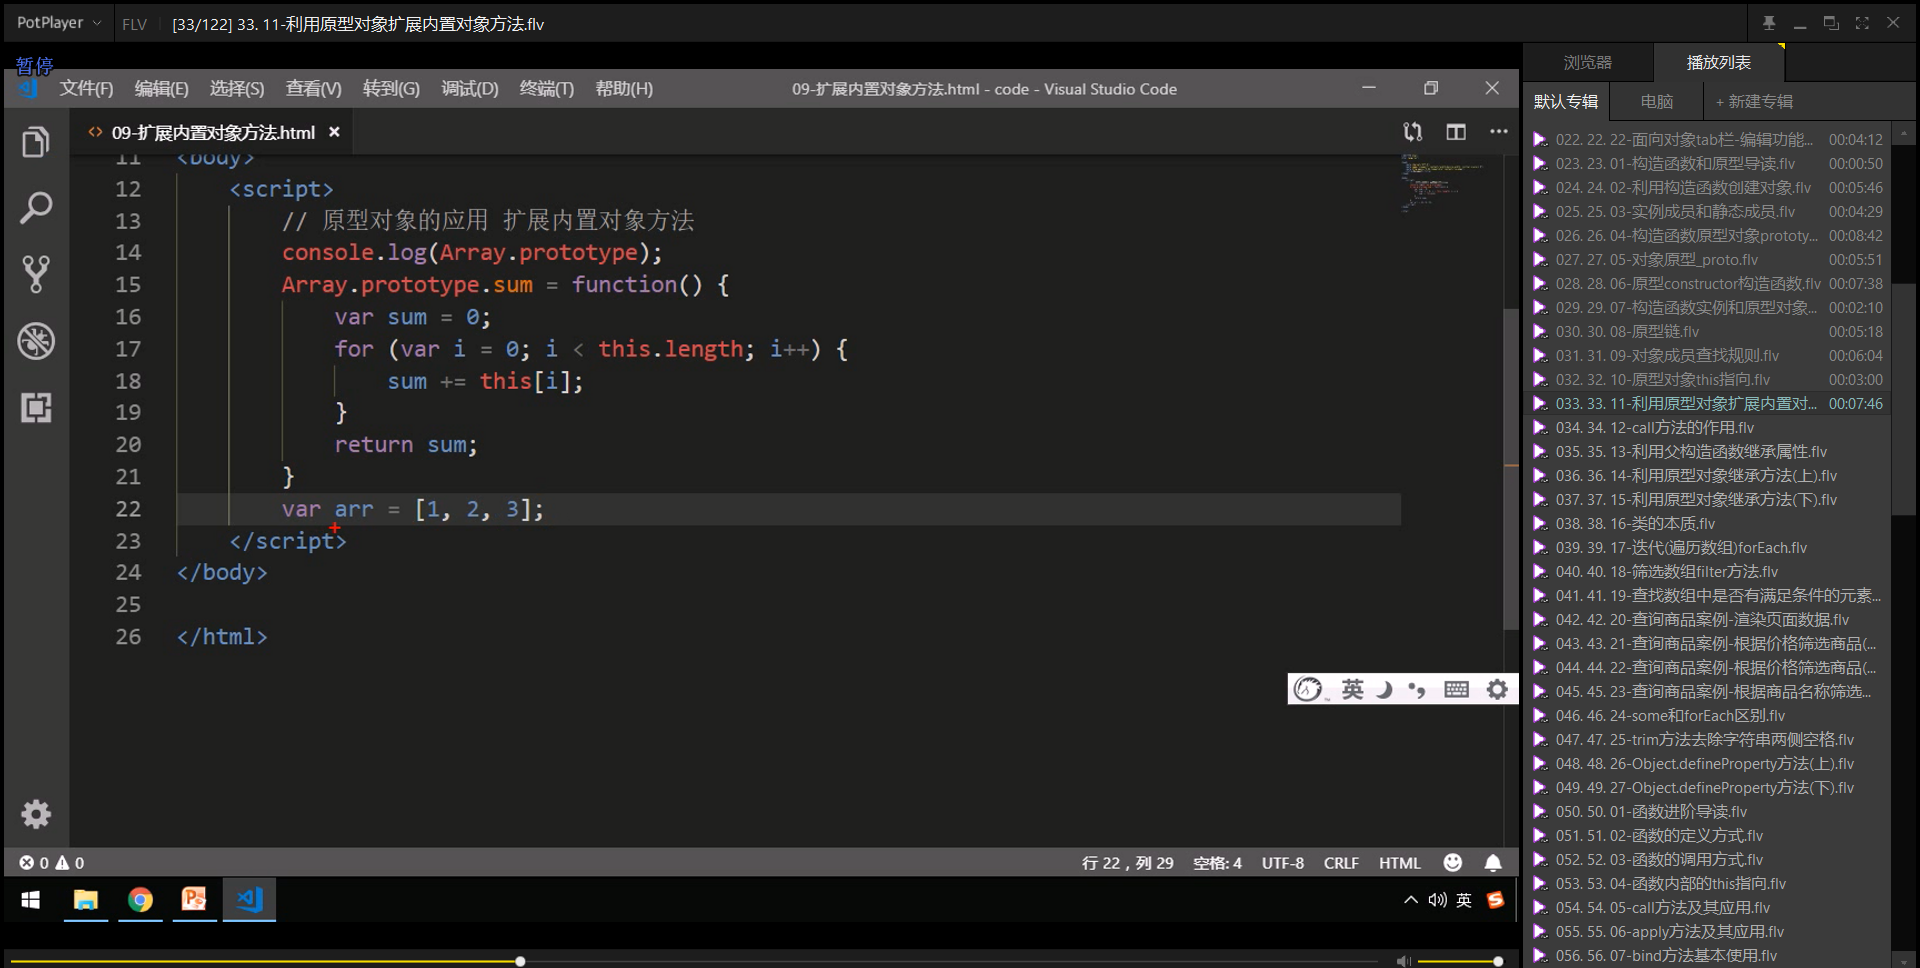 PotPlayer FLV [33/122] 33. 11-利用原型对象扩展内置对象方法.flv
暂停
文件(F) 编辑(E) 选择(S) 查看(V) 转到(G) 调试(D) 终端(T) 帮助(H) 09-扩展内置对象方法.html - code - Visual Studio Code
<> 09-扩展内置对象方法.html ×
11 <body>
12 <script>
13 // 原型对象的应用 扩展内置对象方法
14 console.log(Array.prototype);
15 Array.prototype.sum = function() {
16 var sum = 0;
17 for (var i = 0; i < this.length; i++) {
18 sum += this[i];
19 }
20 return sum;
21 }
22 var arr = [1, 2, 3];
23 </script>
24 </body>
25
26 </html>
英
0 0 行 22，列 29 空格: 4 UTF-8 CRLF HTML
英
浏览器 播放列表
默认专辑 电脑 + 新建专辑
022. 22. 22-面向对象tab栏-编辑功能... 00:04:12
023. 23. 01-构造函数和原型导读.flv 00:00:50
024. 24. 02-利用构造函数创建对象.flv 00:05:46
025. 25. 03-实例成员和静态成员.flv 00:04:29
026. 26. 04-构造函数原型对象prototy... 00:08:42
027. 27. 05-对象原型_proto.flv 00:05:51
028. 28. 06-原型constructor构造函数.flv 00:07:38
029. 29. 07-构造函数实例和原型对象... 00:02:10
030. 30. 08-原型链.flv 00:05:18
031. 31. 09-对象成员查找规则.flv 00:06:04
032. 32. 10-原型对象this指向.flv 00:03:00
033. 33. 11-利用原型对象扩展内置对... 00:07:46
034. 34. 12-call方法的作用.flv
035. 35. 13-利用父构造函数继承属性.flv
036. 36. 14-利用原型对象继承方法(上).flv
037. 37. 15-利用原型对象继承方法(下).flv
038. 38. 16-类的本质.flv
039. 39. 17-迭代(遍历数组)forEach.flv
040. 40. 18-筛选数组filter方法.flv
041. 41. 19-查找数组中是否有满足条件的元素...
042. 42. 20-查询商品案例-渲染页面数据.flv
043. 43. 21-查询商品案例-根据价格筛选商品(...
044. 44. 22-查询商品案例-根据价格筛选商品(...
045. 45. 23-查询商品案例-根据商品名称筛选...
046. 46. 24-some和forEach区别.flv
047. 47. 25-trim方法去除字符串两侧空格.flv
048. 48. 26-Object.defineProperty方法(上).flv
049. 49. 27-Object.defineProperty方法(下).flv
050. 50. 01-函数进阶导读.flv
051. 51. 02-函数的定义方式.flv
052. 52. 03-函数的调用方式.flv
053. 53. 04-函数内部的this指向.flv
054. 54. 05-call方法及其应用.flv
055. 55. 06-apply方法及其应用.flv
056. 56. 07-bind方法基本使用.flv